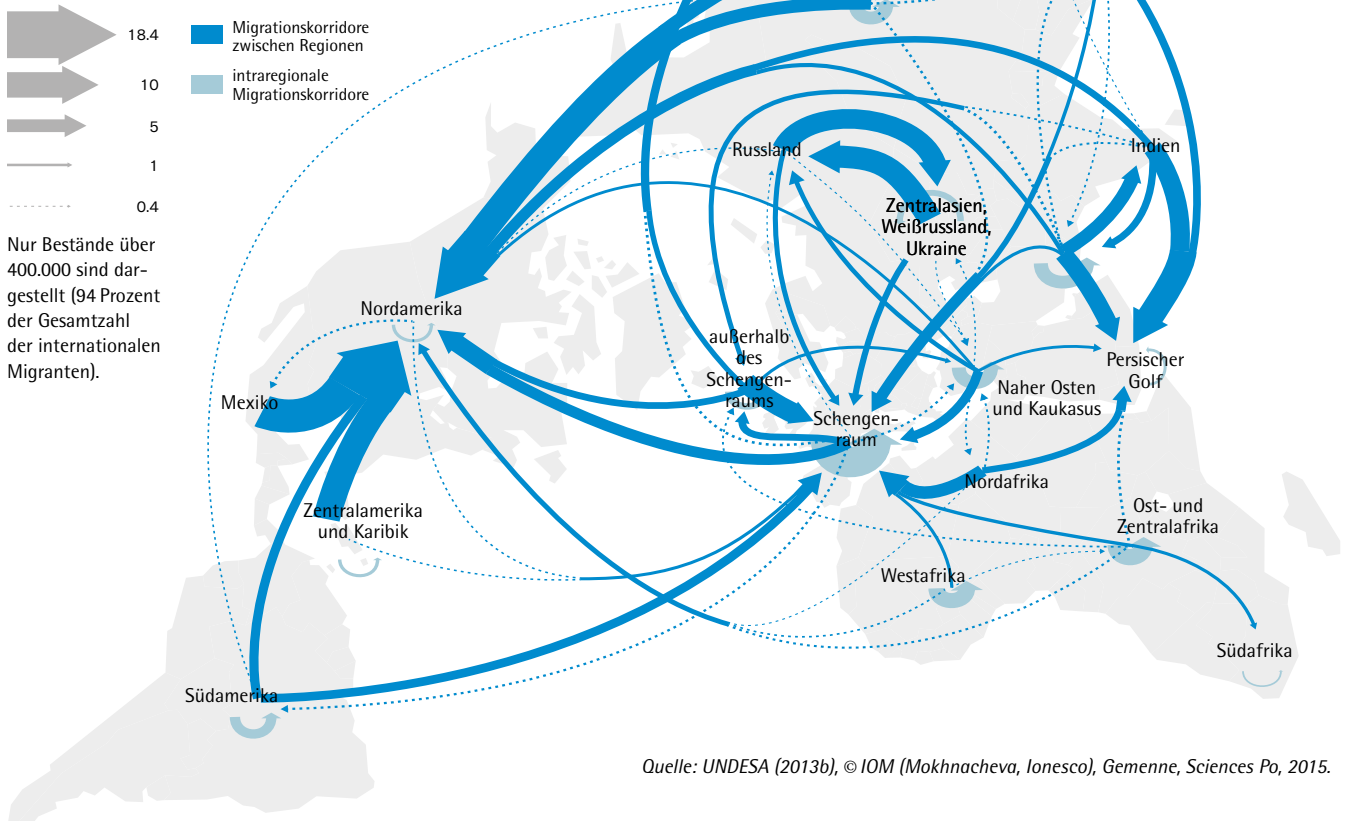 18.4
10
5
1
0.4
Migrationskorridore
zwischen Regionen
intraregionale
Migrationskorridore
Nur Bestände über
400.000 sind dar-
gestellt (94 Prozent
der Gesamtzahl
der internationalen
Migranten).
Russland
Indien
Zentralasien,
Weißrussland,
Ukraine
Nordamerika
außerhalb
des
Schengen-
raums
Persischer
Golf
Mexiko
Naher Osten
und Kaukasus
Schengen-
raum
Nordafrika
Zentralamerika
und Karibik
Ost- und
Zentralafrika
Westafrika
Südafrika
Südamerika
Quelle: UNDESA (2013b), © IOM (Mokhnacheva, Ionesco), Gemenne, Sciences Po, 2015.